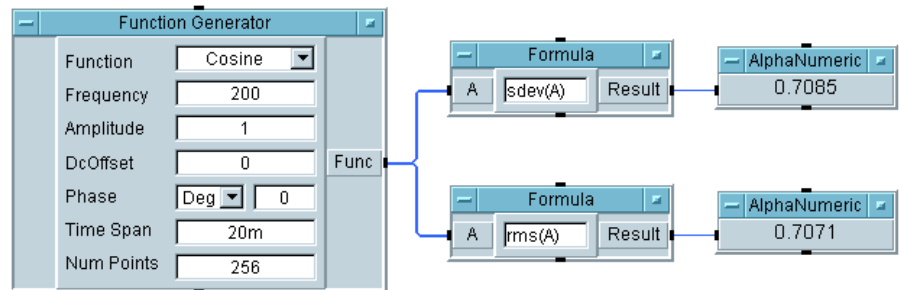 Function Generator
Function Cosine
Frequency 200
Amplitude 1
DcOffset 0
Phase Deg 0
Time Span 20m
Num Points 256
Func
Formula
A sdev(A) Result
AlphaNumeric
0.7085
Formula
A rms(A) Result
AlphaNumeric
0.7071